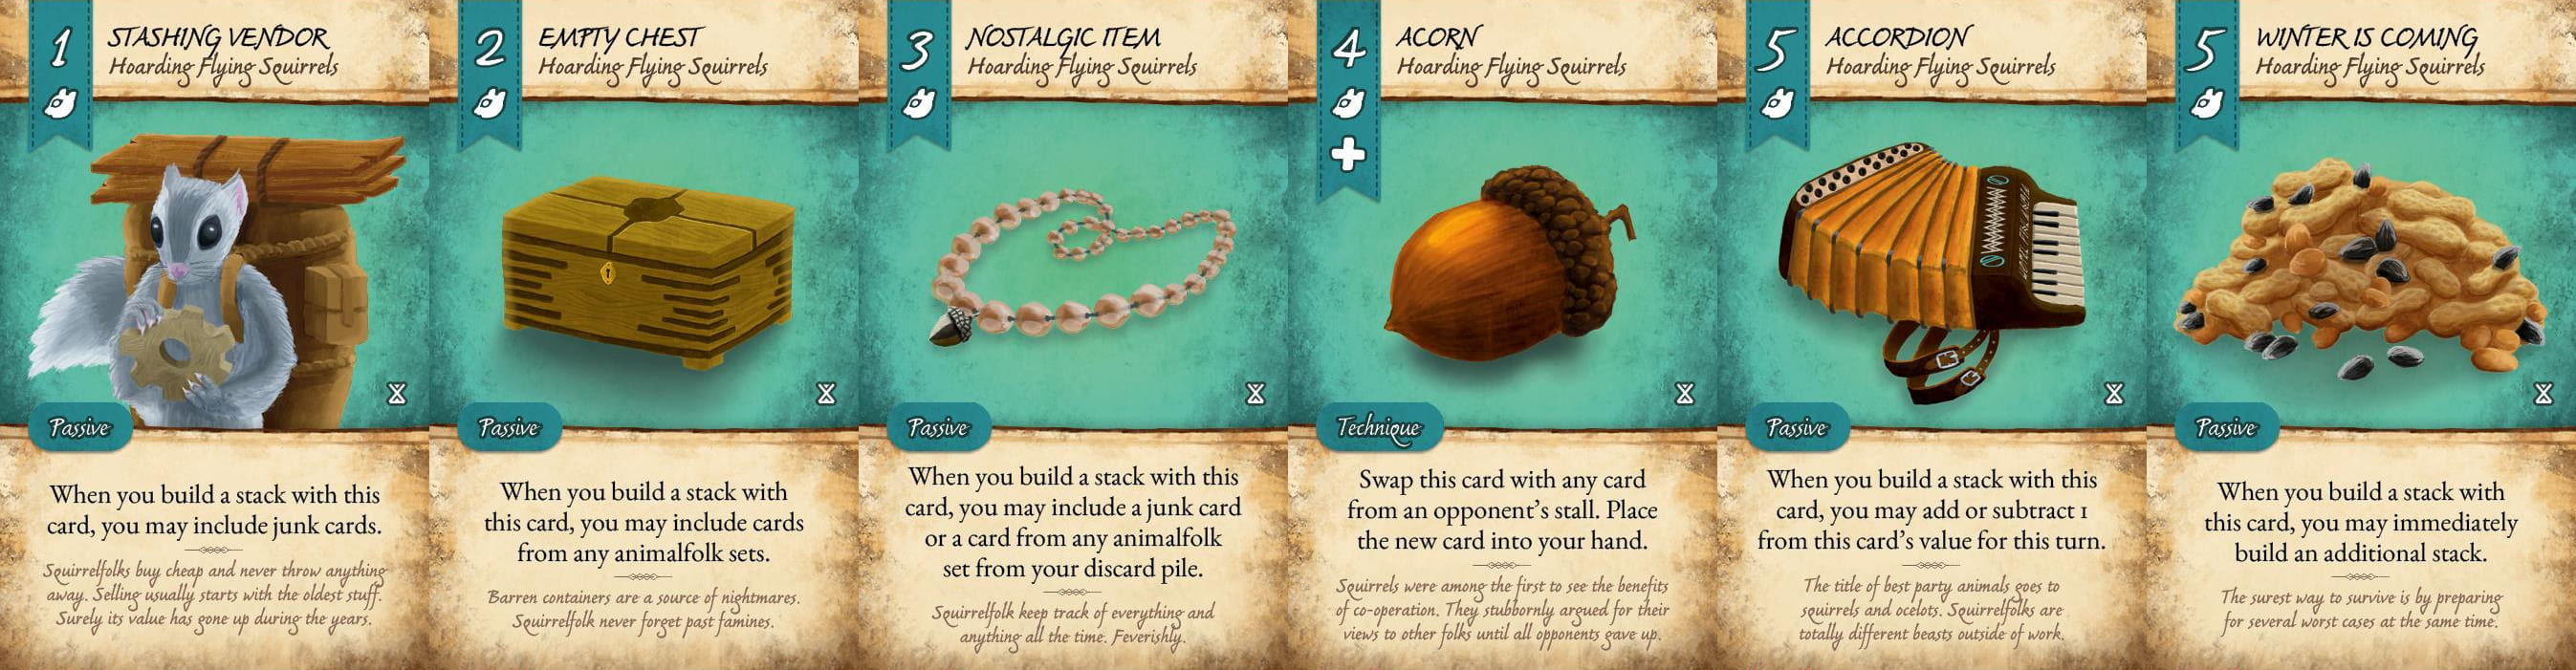 1
STASHING VENDOR
Hoarding Flying Squirrels
Passive
When you build a stack with this
card, you may include junk cards.
Squirrelfolks buy cheap and never throw anything
away. Selling usually starts with the oldest stuff.
Surely its value has gone up during the years.
2
EMPTY CHEST
Hoarding Flying Squirrels
Passive
When you build a stack with
this card, you may include cards
from any animalfolk sets.
Barren containers are a source of nightmares.
Squirrelfolk never forget past famines.
3
NOSTALGIC ITEM
Hoarding Flying Squirrels
Passive
When you build a stack with this
card, you may include a junk card
or a card from any animalfolk
set from your discard pile.
Squirrelfolk keep track of everything and
anything all the time. Feverishly.
4
ACORN
Hoarding Flying Squirrels
Technique
Swap this card with any card
from an opponent's stall. Place
the new card into your hand.
Squirrels were among the first to see the benefits
of co-operation. They stubbornly argued for their
views to other folks until all opponents gave up.
5
ACCORDION
Hoarding Flying Squirrels
Passive
When you build a stack with this
card, you may add or subtract 1
from this card's value for this turn.
The title of best party animals goes to
squirrels and ocelots. Squirrelfolks are
totally different beasts outside of work.
5
WINTER IS COMING
Hoarding Flying Squirrels
Passive
When you build a stack with
this card, you may immediately
build an additional stack.
The surest way to survive is by preparing
for several worst cases at the same time.